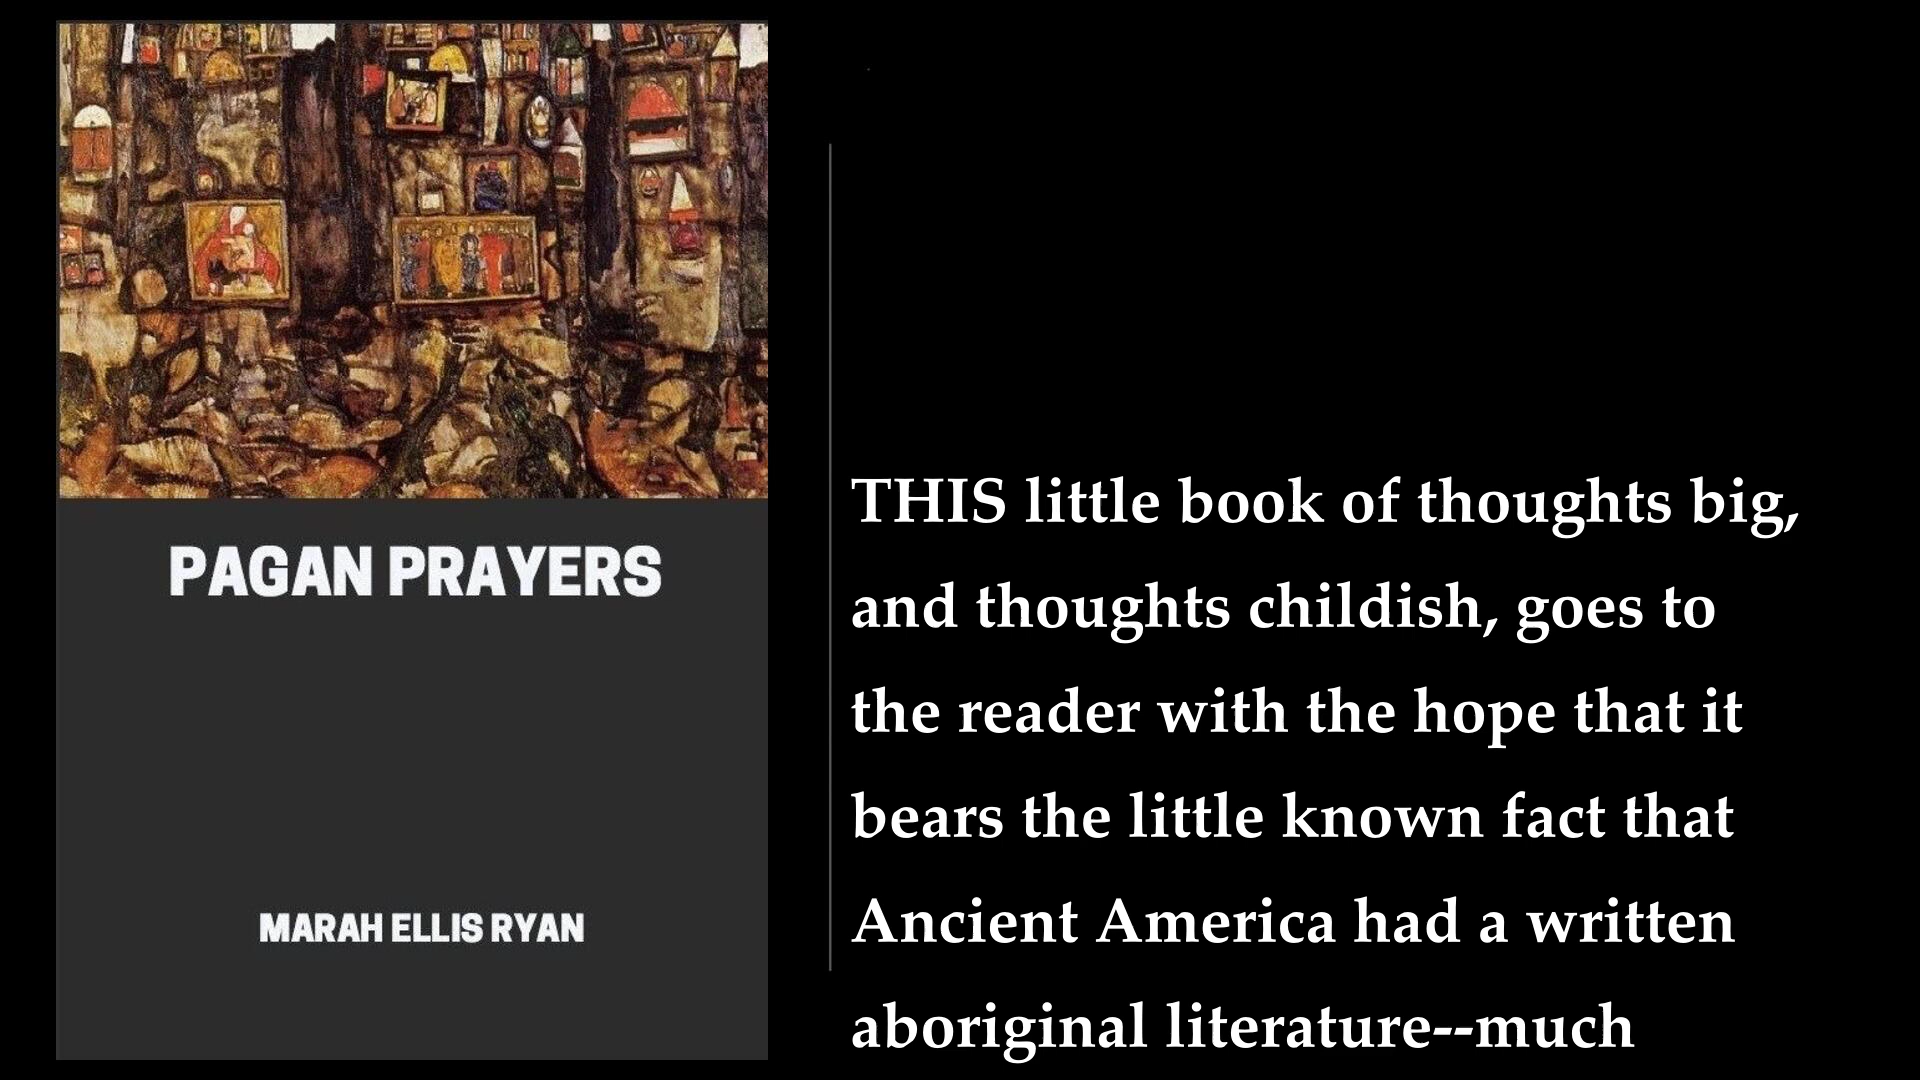 PAGAN PRAYERS
MARAH ELLIS RYAN
THIS little book of thoughts big,
and thoughts childish, goes to
the reader with the hope that it
bears the little known fact that
Ancient America had a written
aboriginal literature--much